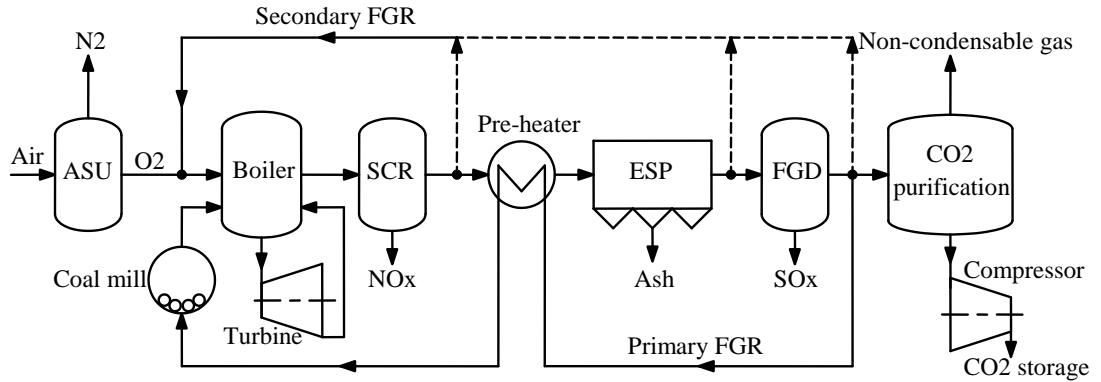 Secondary FGR
N2
Non-condensable gas
Pre-heater
Air
ASU
O2
Boiler
SCR
ESP
FGD
CO2
purification
Coal mill
NOx
Ash
SOx
Compressor
Turbine
Primary FGR
CO2 storage